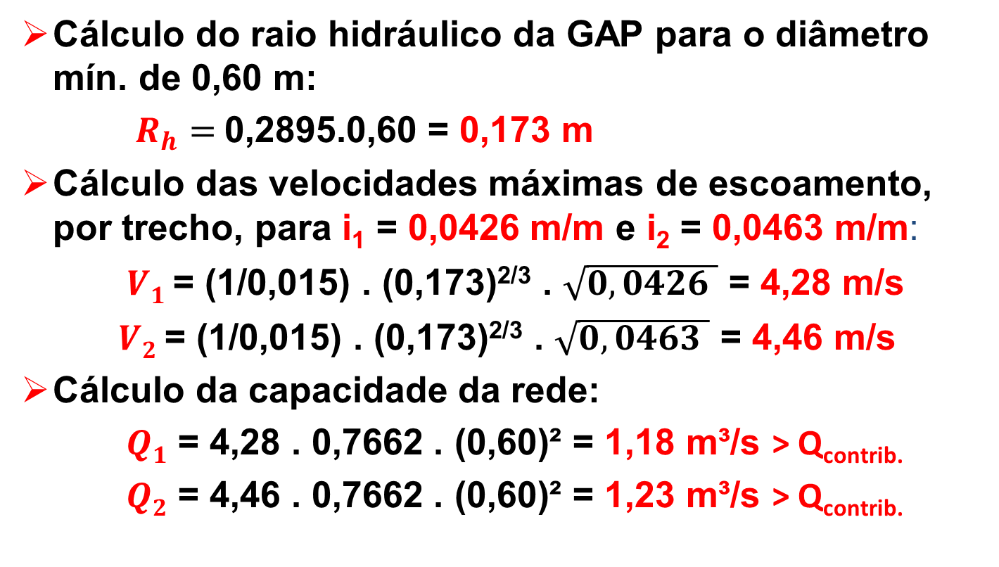 ➢ Cálculo do raio hidráulico da GAP para o diâmetro
mín. de 0,60 m:
R_h = 0,2895.0,60 = 0,173 m
➢ Cálculo das velocidades máximas de escoamento,
por trecho, para i₁ = 0,0426 m/m e i₂ = 0,0463 m/m:
V₁ = (1/0,015) . (0,173)^2/3 . √0,0426 = 4,28 m/s
V₂ = (1/0,015) . (0,173)^2/3 . √0,0463 = 4,46 m/s
➢ Cálculo da capacidade da rede:
Q₁ = 4,28 . 0,7662 . (0,60)² = 1,18 m³/s > Q_contrib.
Q₂ = 4,46 . 0,7662 . (0,60)² = 1,23 m³/s > Q_contrib.